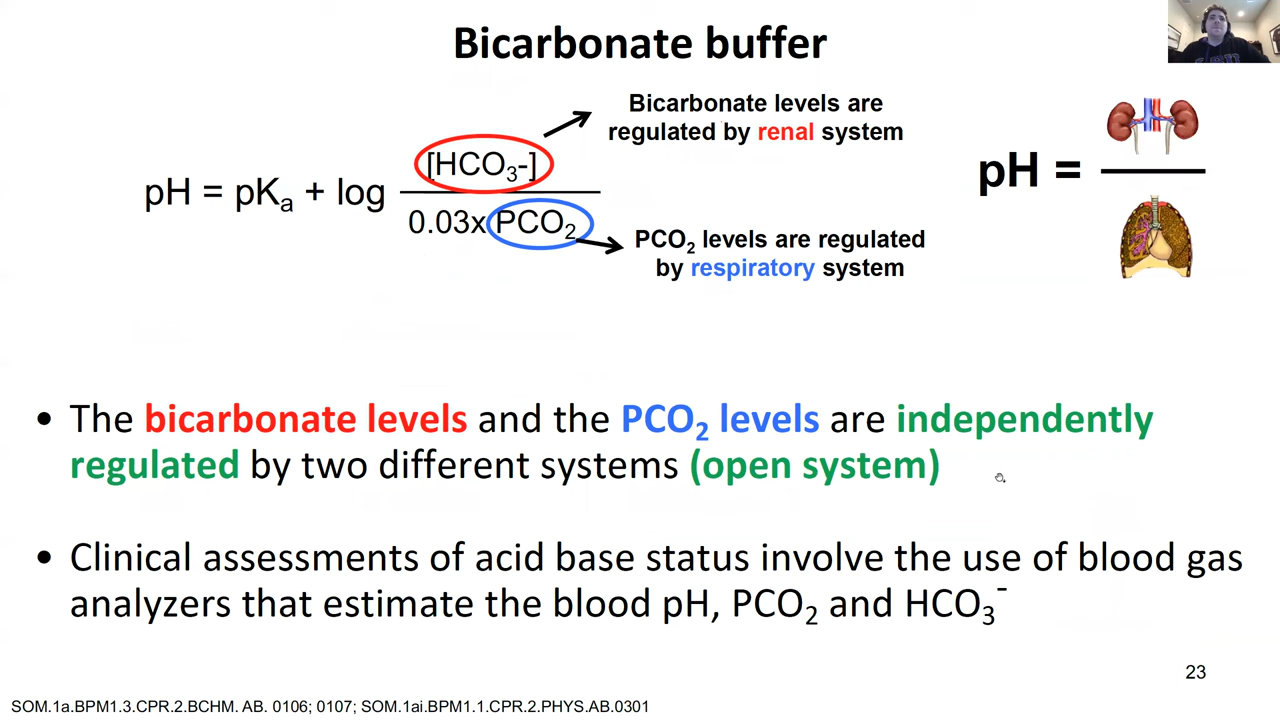 Bicarbonate buffer
Bicarbonate levels are
regulated by renal system
pH = pKₐ + log
[HCO₃-]
0.03x PCO₂
PCO₂ levels are regulated
by respiratory system
pH =
• The bicarbonate levels and the PCO₂ levels are independently
regulated by two different systems (open system)
• Clinical assessments of acid base status involve the use of blood gas
analyzers that estimate the blood pH, PCO₂ and HCO₃⁻
23
SOM.1a.BPM1.3.CPR.2.BCHM. AB. 0106; 0107; SOM.1ai.BPM1.1.CPR.2.PHYS.AB.0301